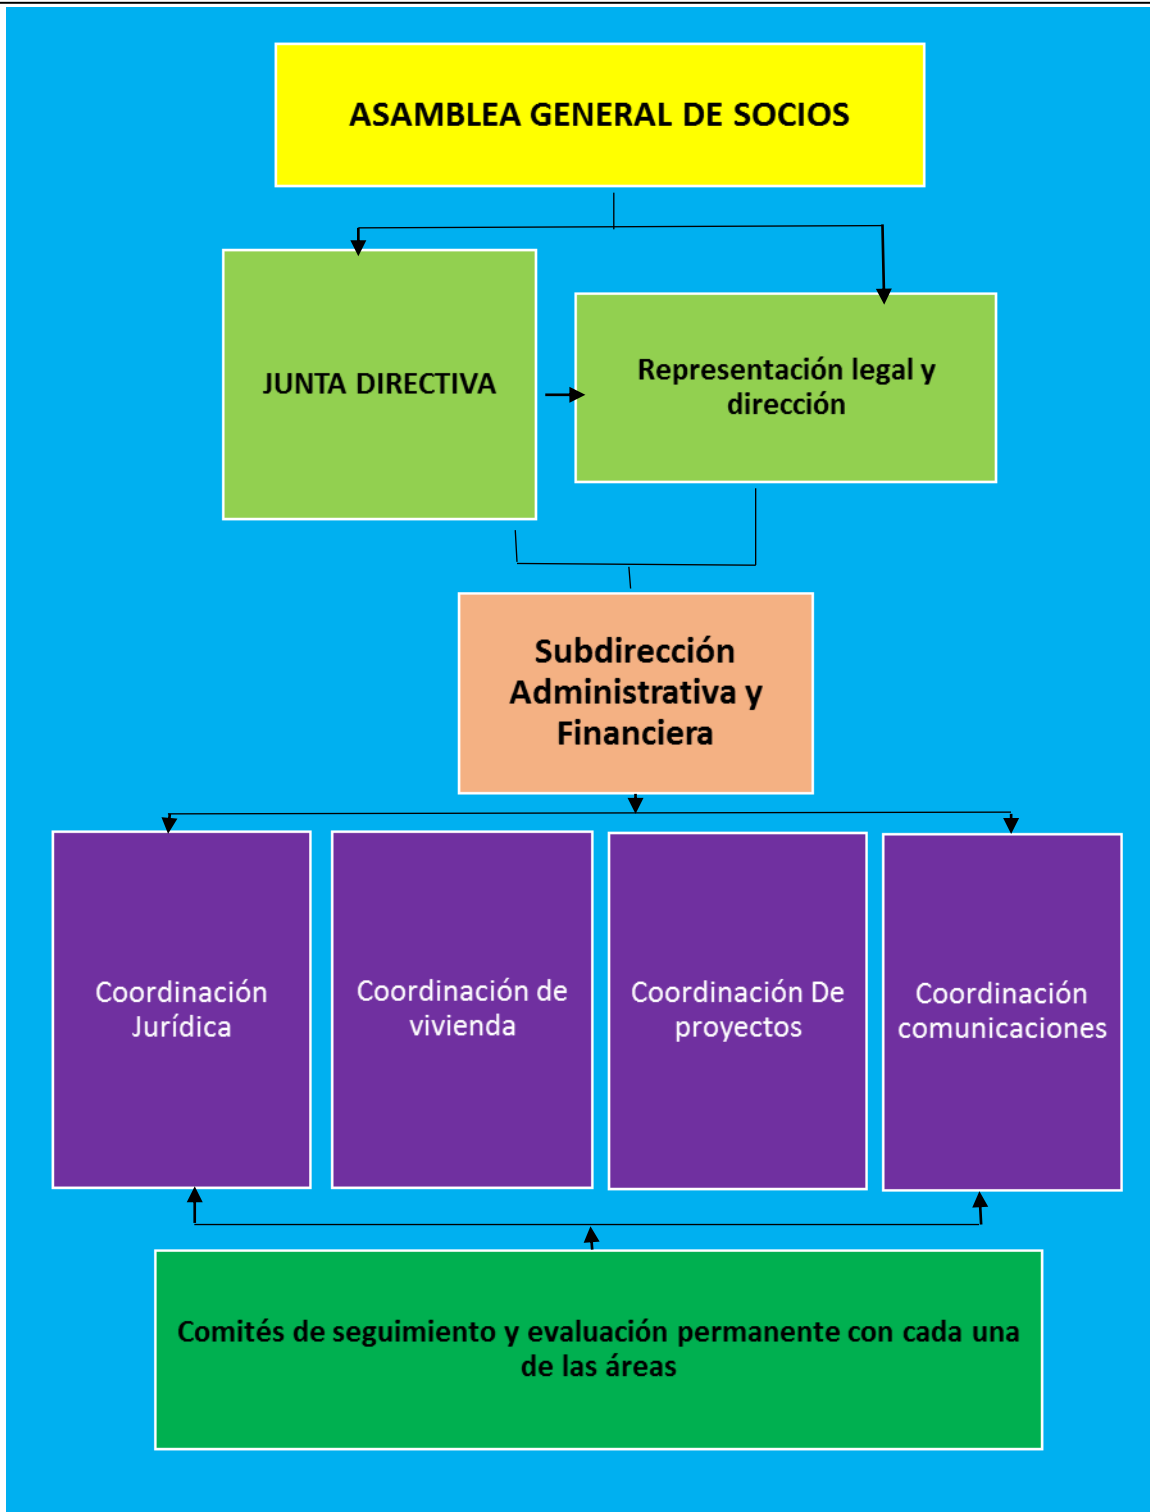 ASAMBLEA GENERAL DE SOCIOS
JUNTA DIRECTIVA
Representación legal y
dirección
Subdirección
Administrativa y
Financiera
Coordinación
Jurídica
Coordinación de
vivienda
Coordinación De
proyectos
Coordinación
comunicaciones
Comités de seguimiento y evaluación permanente con cada una
de las áreas